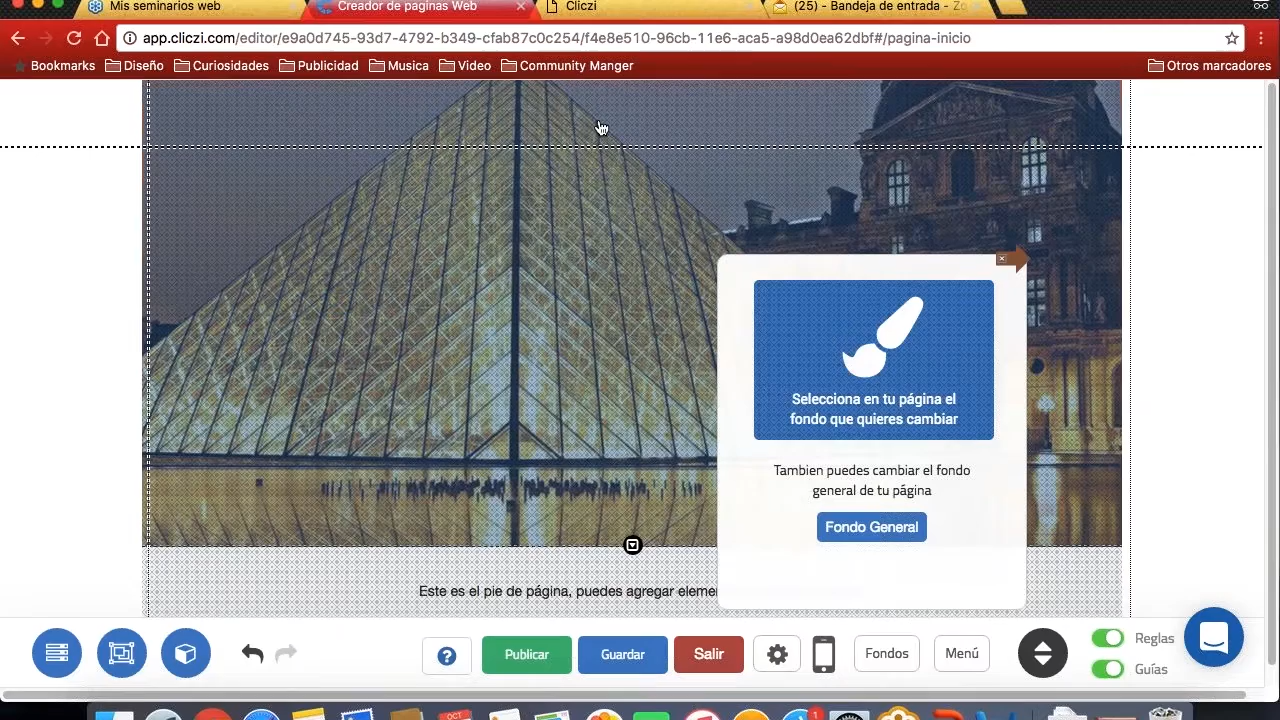 Mis seminarios web
Creador de paginas Web
Cliczi
(25) - Bandeja de entrada - Zo
app.cliczi.com/editor/e9a0d745-93d7-4792-b349-cfab87c0c254/f4e8e510-96cb-11e6-aca5-a98d0ea62dbf#/pagina-inicio
Bookmarks
Diseño
Curiosidades
Publicidad
Musica
Video
Community Manger
Otros marcadores
Selecciona en tu página el
fondo que quieres cambiar
Tambien puedes cambiar el fondo
general de tu página
Fondo General
Este es el pie de página, puedes agregar elemen
Publicar
Guardar
Salir
Fondos
Menú
Reglas
Guías
OCT
1